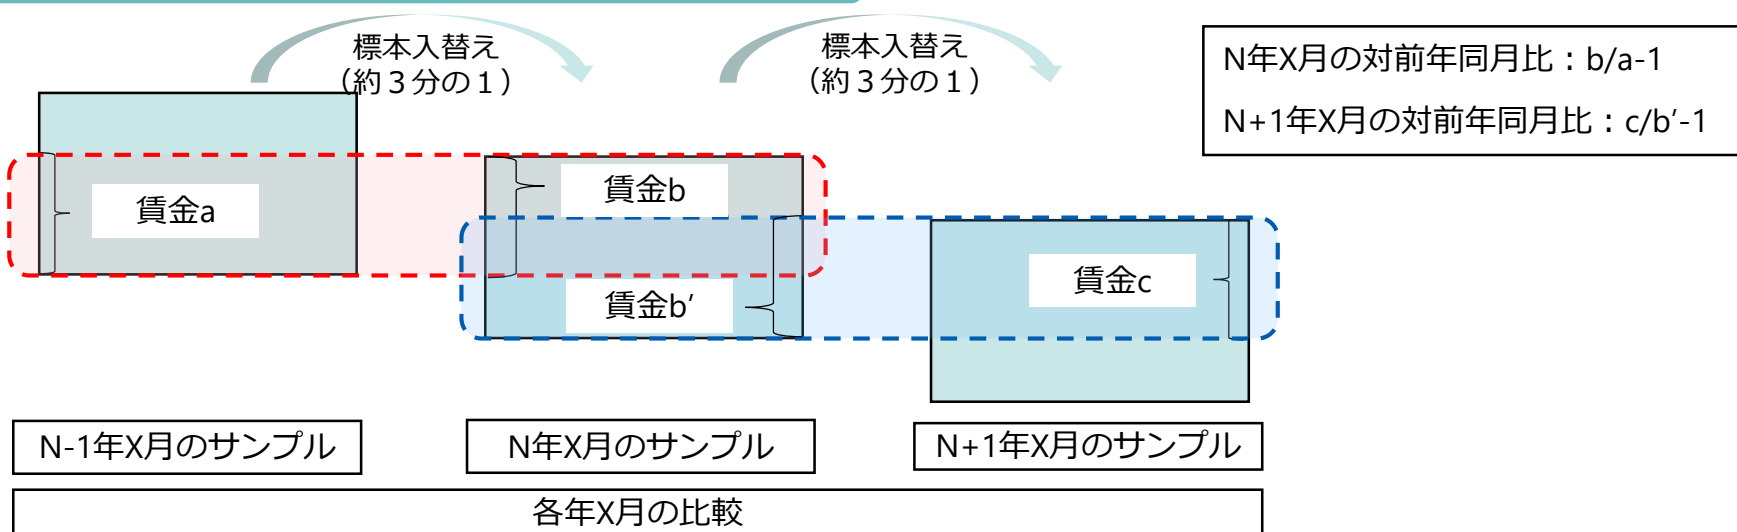 標本入替え
（約３分の１）
標本入替え
（約３分の１）
N年X月の対前年同月比：b/a-1
N+1年X月の対前年同月比：c/b’-1
賃金a
賃金b
賃金b’
賃金c
N-1年X月のサンプル
N年X月のサンプル
N+1年X月のサンプル
各年X月の比較